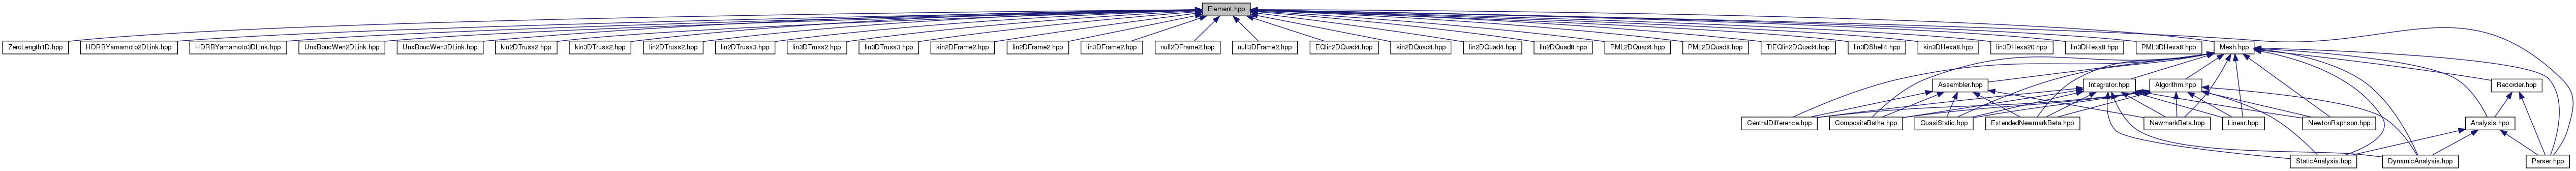 Element.hpp
ZeroLength1D.hpp
HDRBYamamoto2DLink.hpp
HDRBYamamoto3DLink.hpp
UnxBoucWen2DLink.hpp
UnxBoucWen3DLink.hpp
kin2DTruss2.hpp
kin3DTruss2.hpp
lin2DTruss2.hpp
lin2DTruss3.hpp
lin3DTruss2.hpp
lin3DTruss3.hpp
kin2DFrame2.hpp
lin2DFrame2.hpp
lin3DFrame2.hpp
null2DFrame2.hpp
null3DFrame2.hpp
EQlin2DQuad4.hpp
kin2DQuad4.hpp
lin2DQuad4.hpp
lin2DQuad8.hpp
PML2DQuad4.hpp
PML2DQuad8.hpp
TIEQlin2DQuad4.hpp
lin3DShell4.hpp
kin3DHexa8.hpp
lin3DHexa20.hpp
lin3DHexa8.hpp
PML3DHexa8.hpp
Mesh.hpp
Assembler.hpp
Integrator.hpp
Algorithm.hpp
Recorder.hpp
CentralDifference.hpp
CompositeBathe.hpp
QuasiStatic.hpp
ExtendedNewmarkBeta.hpp
NewmarkBeta.hpp
Linear.hpp
NewtonRaphson.hpp
Analysis.hpp
StaticAnalysis.hpp
DynamicAnalysis.hpp
Parser.hpp